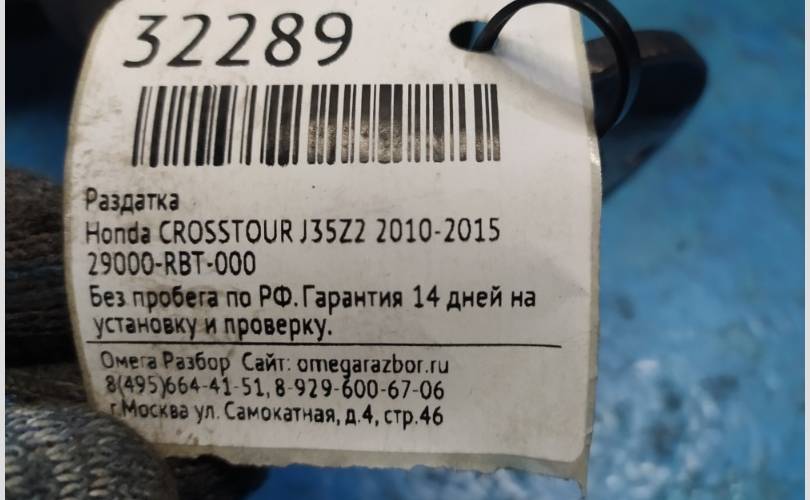 32289
Раздатка
Honda CROSSTOUR J35Z2 2010-2015
29000-RBT-000
Без пробега по РФ. Гарантия 14 дней на
установку и проверку.
Омега Разбор Сайт: omegarazbor.ru
8(495)664-41-51, 8-929-600-67-06
г.Москва ул. Самокатная, д.4, стр.46